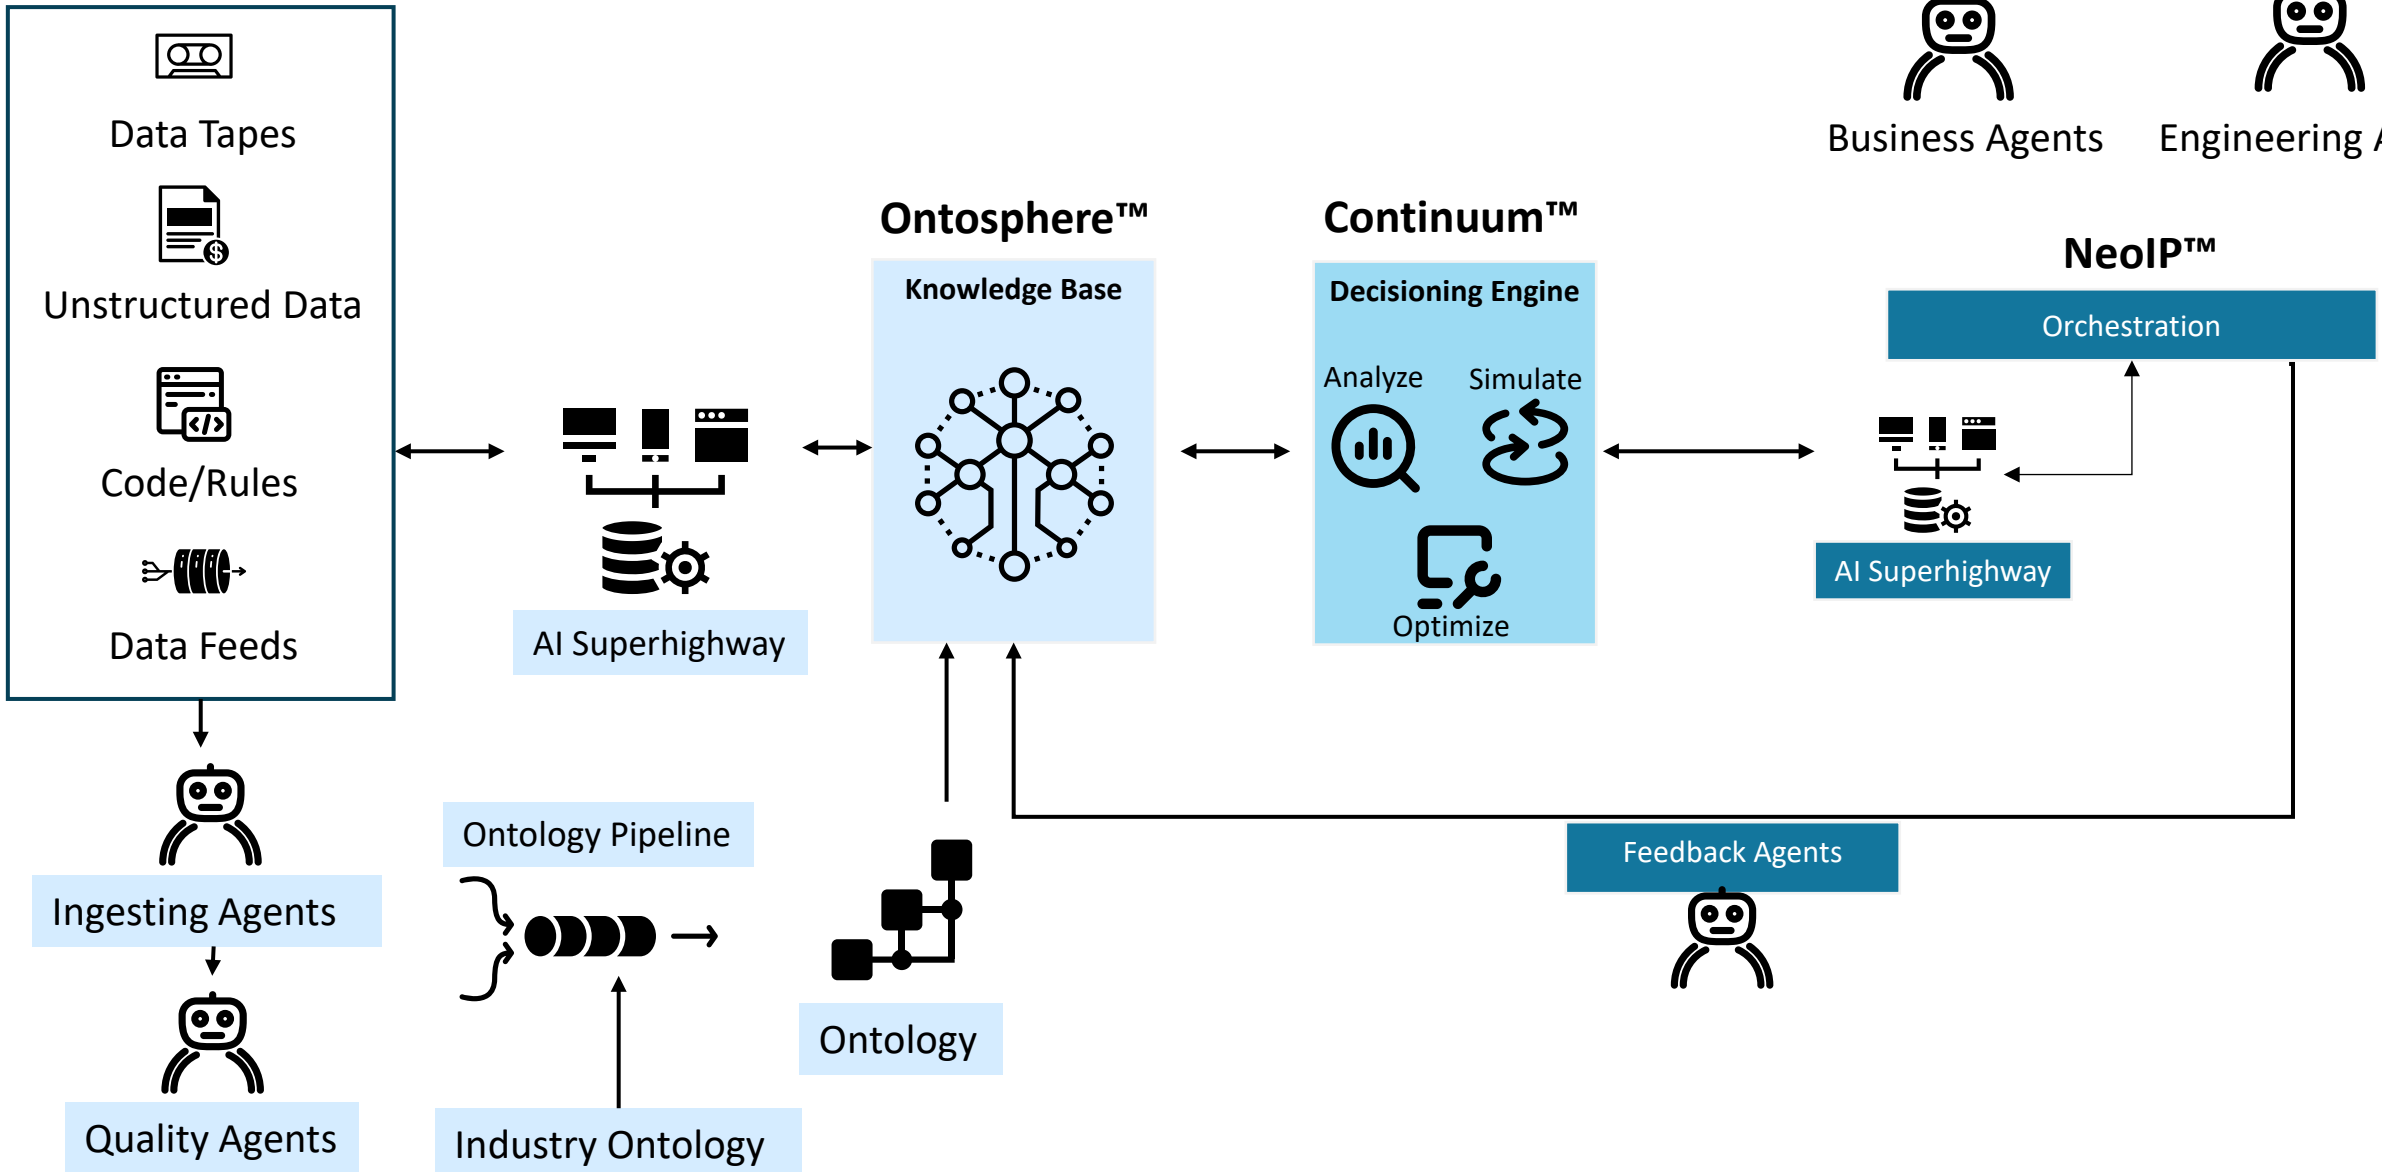 Data Tapes
Unstructured Data
Code/Rules
Data Feeds
Ingesting Agents
Quality Agents
AI Superhighway
Ontology Pipeline
Industry Ontology
Ontology
Ontosphere™
Knowledge Base
Continuum™
Decisioning Engine
Analyze
Simulate
Optimize
Business Agents
Engineering
NeoIP™
Orchestration
AI Superhighway
Feedback Agents